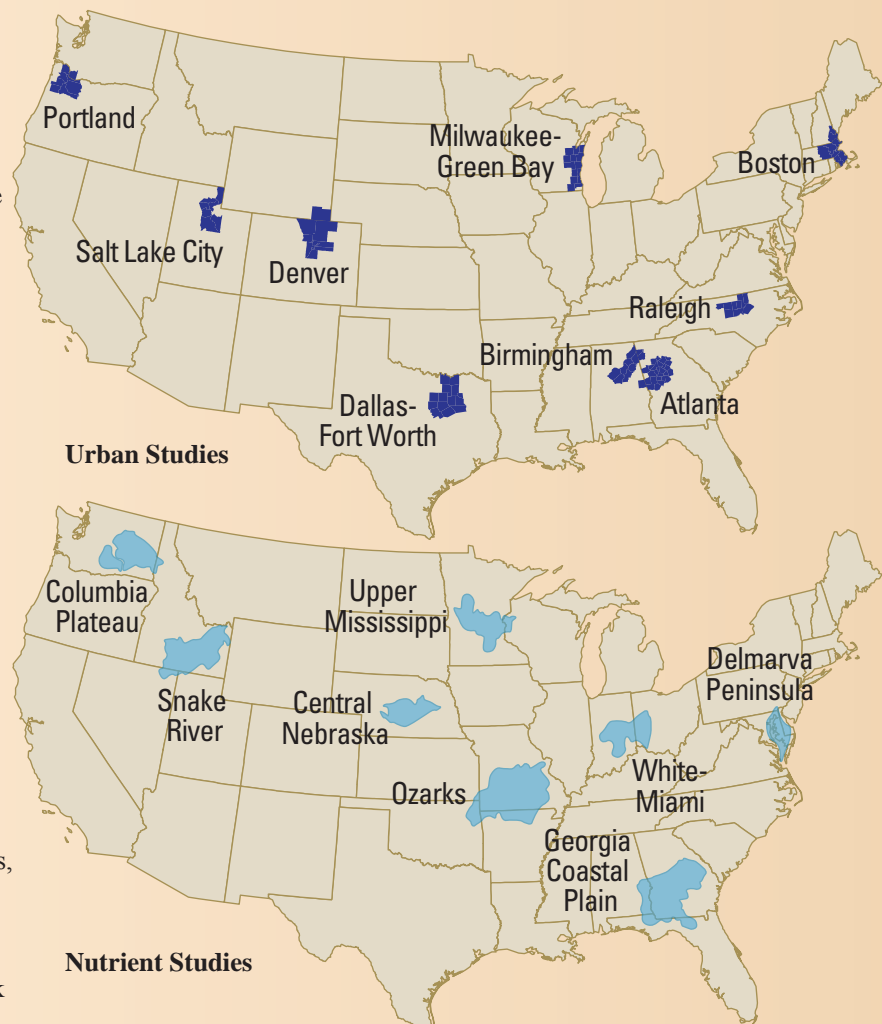 Portland
Milwaukee-
Green Bay
Boston
e
Salt Lake City
Denver
Raleigh
Birmingham
Dallas-
Fort Worth
Atlanta
Urban Studies
Columbia
Plateau
Upper
Mississippi
Delmarva
Peninsula
Snake
River
Central
Nebraska
White-
Miami
Ozarks
Georgia
Coastal
Plain
s,
Nutrient Studies
k